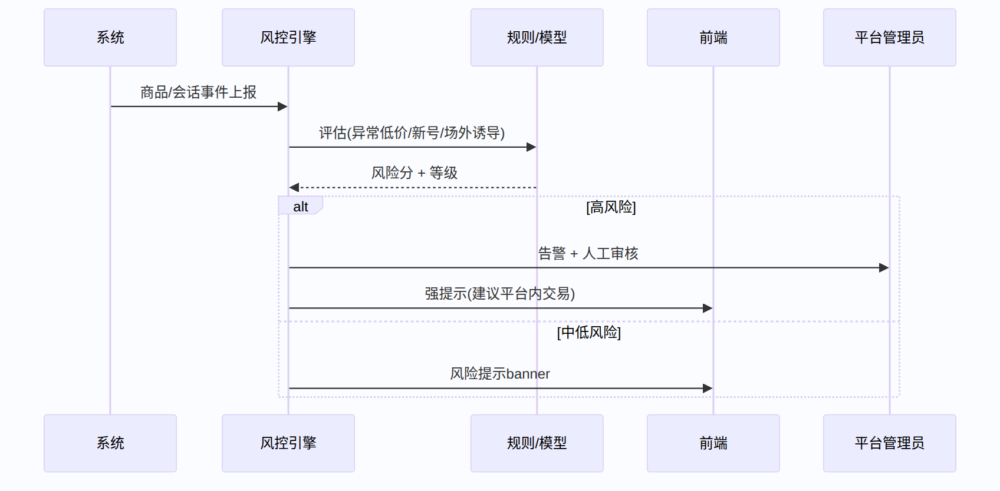 系统
风控引擎
规则/模型
前端
平台管理员
商品/会话事件上报
评估(异常低价/新号/场外诱导)
风险分 + 等级
alt
[高风险]
告警 + 人工审核
强提示(建议平台内交易)
[中低风险]
风险提示banner
系统
风控引擎
规则/模型
前端
平台管理员